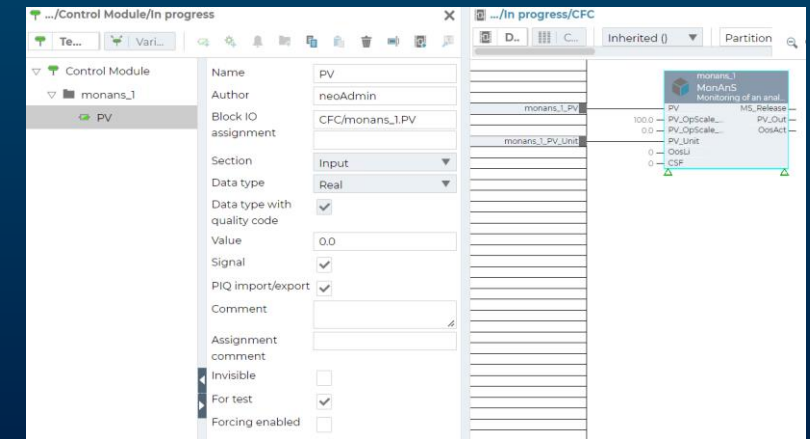 .../Control Module/In progress
Te...
Vari...
Control Module
monans_1
PV
Name
PV
Author
neoAdmin
Block IO assignment
CFC/monans_1.PV
Section
Input
Data type
Real
Data type with quality code
Value
0.0
Signal
PIQ import/export
Comment
Assignment comment
Invisible
For test
Forcing enabled
.../In progress/CFC
D..
C...
Inherited ()
Partition
monans_1
MonAnS
Monitoring of an anal...
monans_1_PV
PV
MS_Release
100.0
PV_OpScale_...
PV_Out
0.0
PV_OpScale_...
OosAct
monans_1_PV_Unit
PV_Unit
0
OosLi
0
CSF